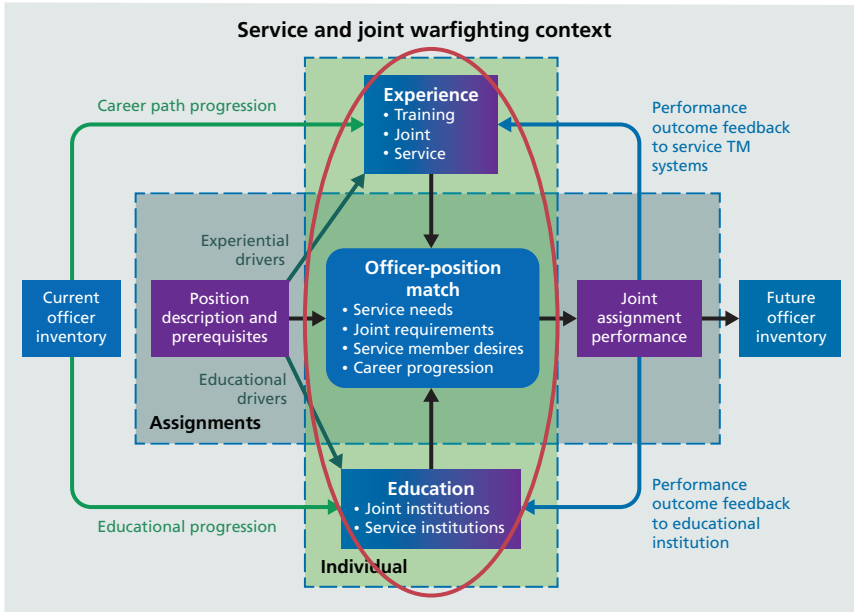 Service and joint warfighting context
Career path progression
Experience
• Training
• Joint
• Service
Performance
outcome feedback
to service TM
systems
Experiential
drivers
Current
officer
inventory
Position
description and
prerequisites
Officer-position
match
• Service needs
• Joint requirements
• Service member desires
• Career progression
Joint
assignment
performance
Future
officer
inventory
Educational
drivers
Assignments
Educational progression
Education
• Joint institutions
• Service institutions
Performance
outcome feedback
to educational
institution
Individual